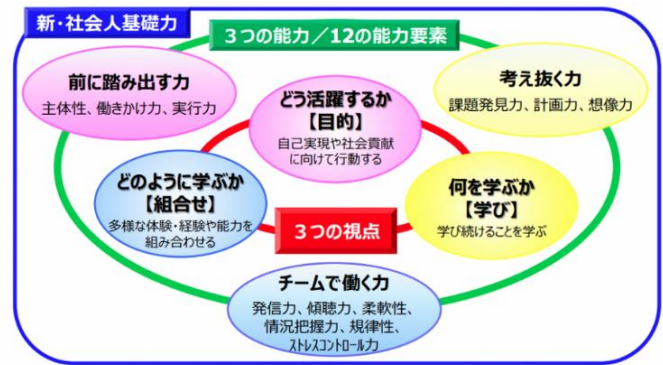 新・社会人基礎力
3つの能力／12の能力要素
前に踏み出す力
主体性、働きかけ力、実行力
考え抜く力
課題発見力、計画力、想像力
どう活躍するか
【目的】
自己実現や社会貢献
に向けて行動する
どのように学ぶか
【組合せ】
多様な体験・経験や能力を
組み合わせる
何を学ぶか
【学び】
学び続けることを学ぶ
3つの視点
チームで働く力
発信力、傾聴力、柔軟性、
情況把握力、規律性、
ｽﾄﾚｽｺﾝﾄﾛｰﾙ力